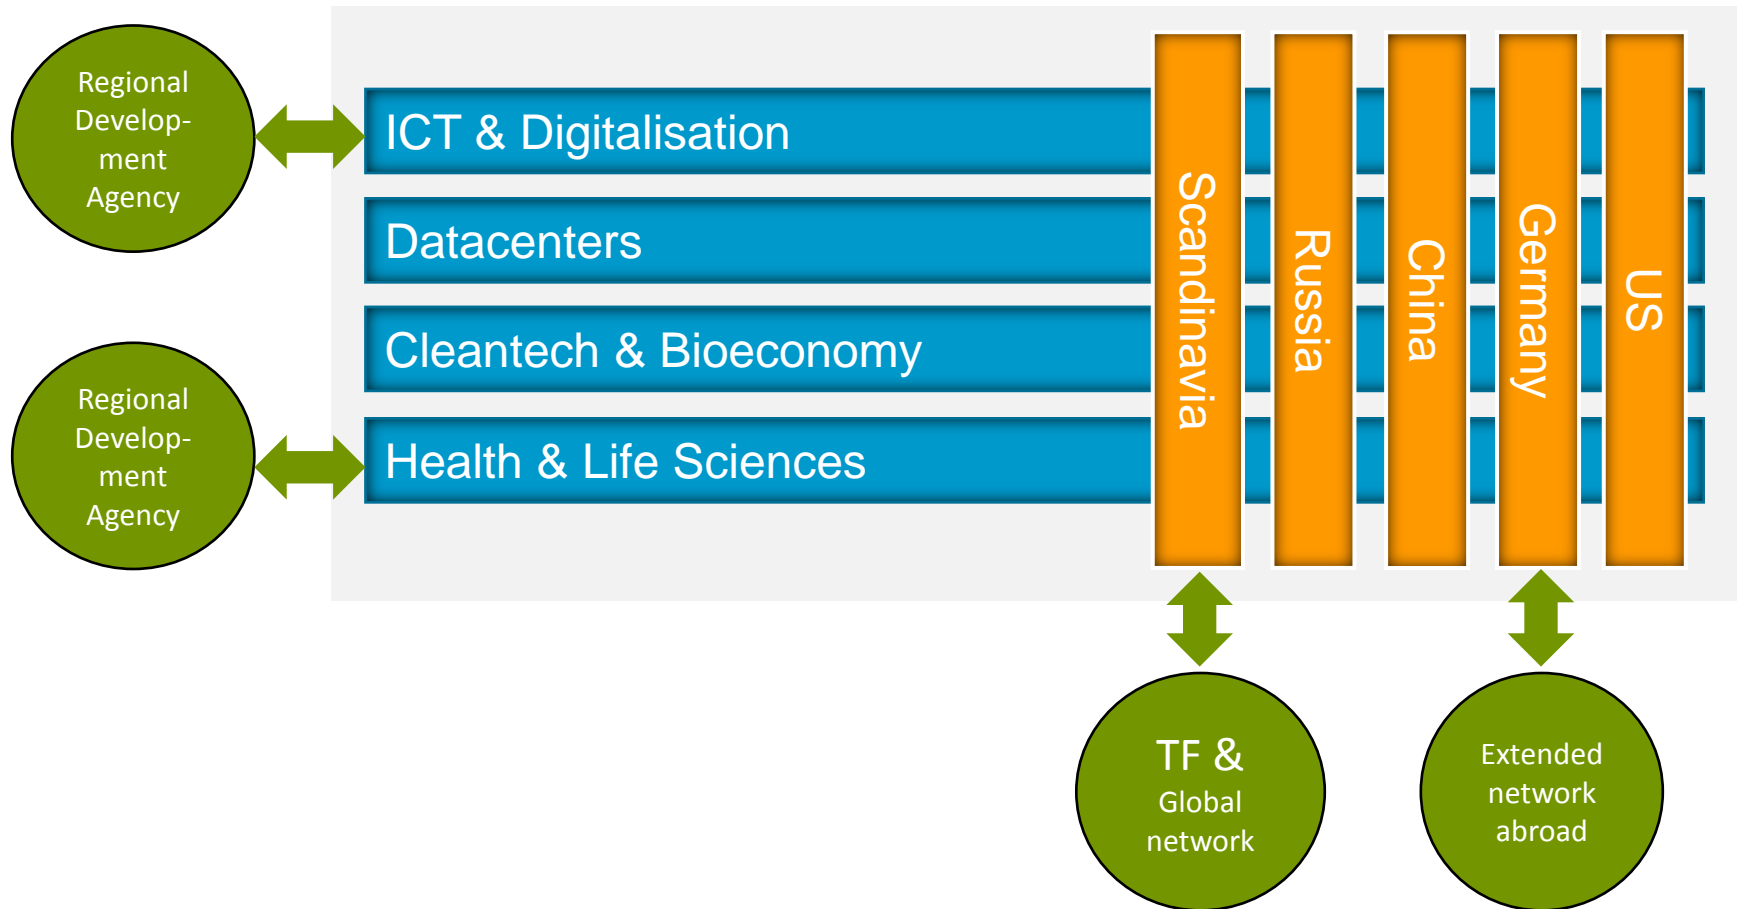 Regional
Develop-
ment
Agency
ICT & Digitalisation
Datacenters
Cleantech & Bioeconomy
Regional
Develop-
ment
Agency
Health & Life Sciences
Scandinavia
Russia
China
Germany
US
TF &
Global
network
Extended
network
abroad